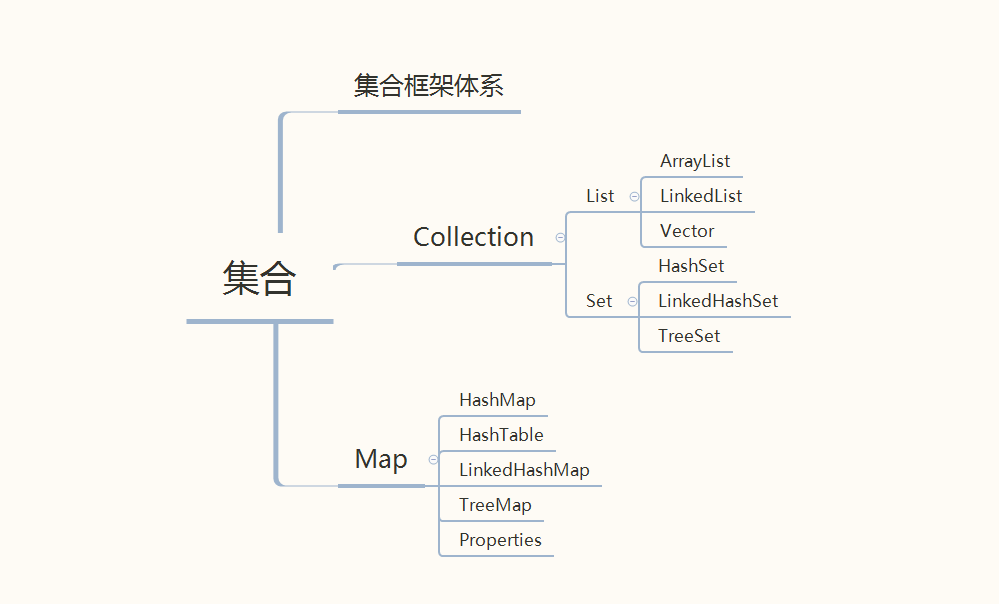 集合框架体系
ArrayList
List
LinkedList
Vector
Collection
HashSet
集合
Set
LinkedHashSet
TreeSet
HashMap
HashTable
Map
LinkedHashMap
TreeMap
Properties